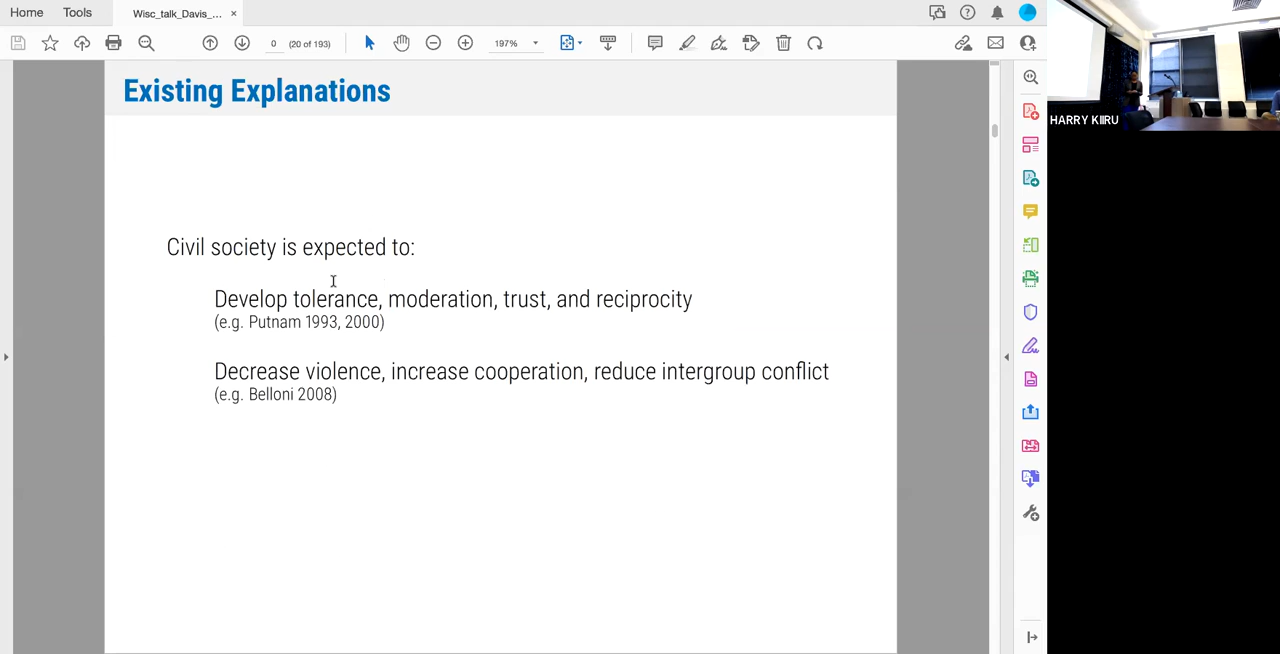 Home Tools Wisc_talk_Davis_... ×
0 (20 of 193) 197%
Existing Explanations
Civil society is expected to:
Develop tolerance, moderation, trust, and reciprocity
(e.g. Putnam 1993, 2000)
Decrease violence, increase cooperation, reduce intergroup conflict
(e.g. Belloni 2008)
HARRY KIIRU